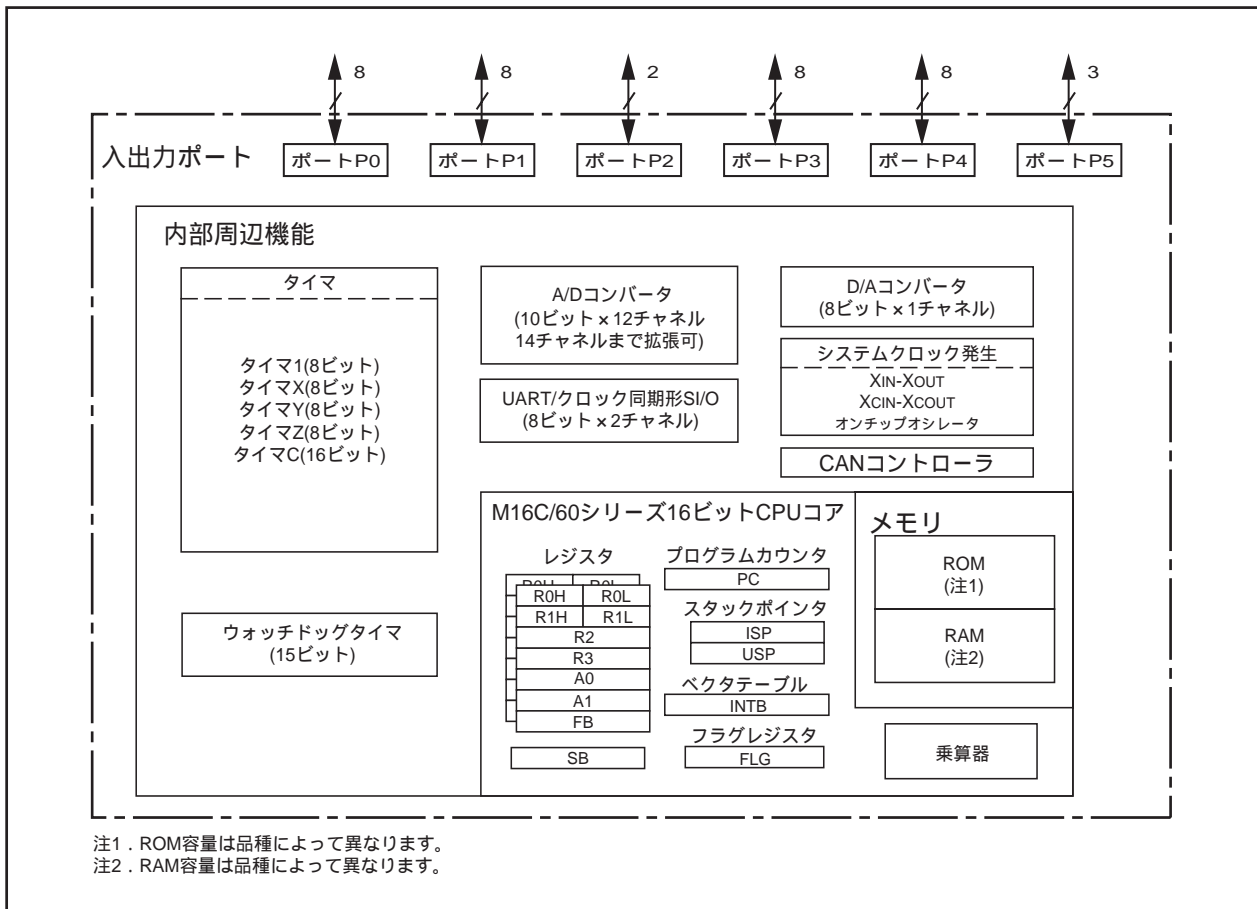 8 8 2 8 8 3
入出力ポート ポートP0 ポートP1 ポートP2 ポートP3 ポートP4 ポートP5
内部周辺機能
タイマ
タイマ1(8ビット)
タイマX(8ビット)
タイマY(8ビット)
タイマZ(8ビット)
タイマC(16ビット)
ウォッチドッグタイマ
(15ビット)
A/Dコンバータ
(10ビット×12チャネル
14チャネルまで拡張可)
UART/クロック同期形SI/O
(8ビット×2チャネル)
D/Aコンバータ
(8ビット×1チャネル)
システムクロック発生
XIN-XOUT
XCIN-XCOUT
オンチップオシレータ
CANコントローラ
M16C/60シリーズ16ビットCPUコア
レジスタ
R0H R0L
R0H R0L
R1H R1L
R2
R3
A0
A1
FB
SB
プログラムカウンタ
PC
スタックポインタ
ISP
USP
ベクタテーブル
INTB
フラグレジスタ
FLG
メモリ
ROM
(注1)
RAM
(注2)
乗算器
注1．ROM容量は品種によって異なります。
注2．RAM容量は品種によって異なります。